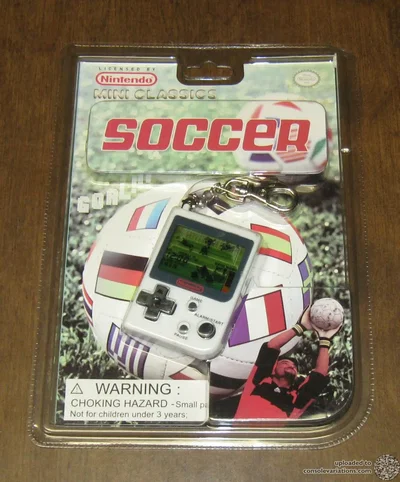 LICENSED BY
Nintendo
MINI CLASSICS
SOCCER
GOAL!
Nintendo
GAME
ALARM/START
PAUSE
WARNING :
CHOKING HAZARD -Small pa
Not for children under 3 years;
uploaded to
consolevariations.com